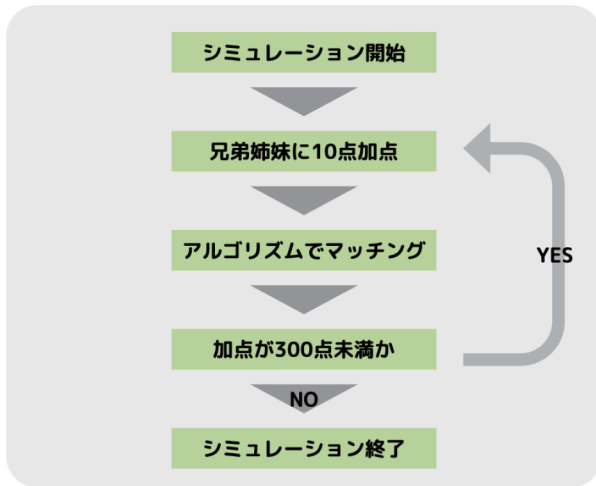 シミュレーション開始
兄弟姉妹に10点加点
アルゴリズムでマッチング
YES
加点が300点未満か
NO
シミュレーション終了